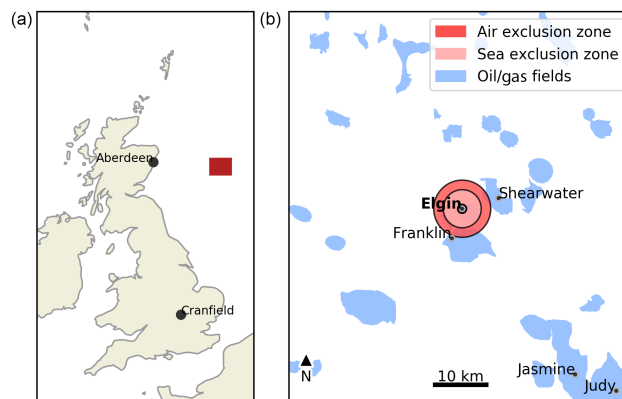 (a)
Aberdeen
Cranfield
(b)
Air exclusion zone
Sea exclusion zone
Oil/gas fields
Shearwater
Elgin
Franklin
N
10 km
Jasmine
Judy